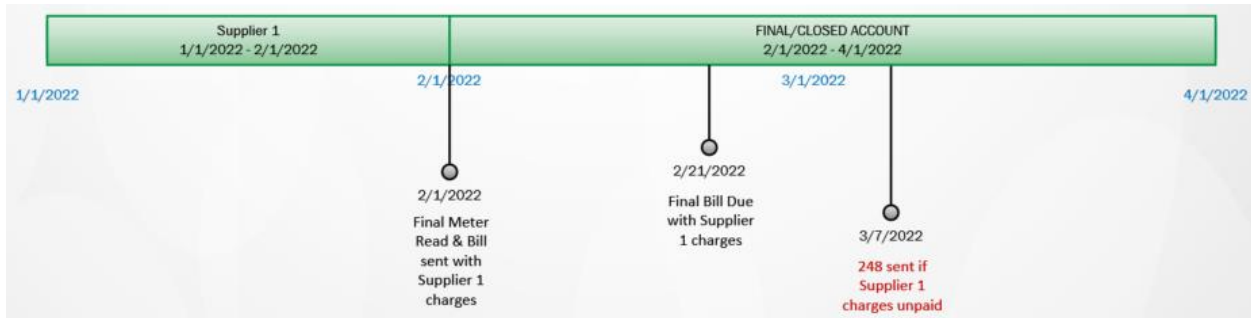 Supplier 1
1/1/2022 - 2/1/2022
FINAL/CLOSED ACCOUNT
2/1/2022 - 4/1/2022
1/1/2022
2/1/2022
3/1/2022
4/1/2022
2/1/2022
Final Meter
Read & Bill
sent with
Supplier 1
charges
2/21/2022
Final Bill Due
with Supplier
1 charges
3/7/2022
248 sent if
Supplier 1
charges unpaid